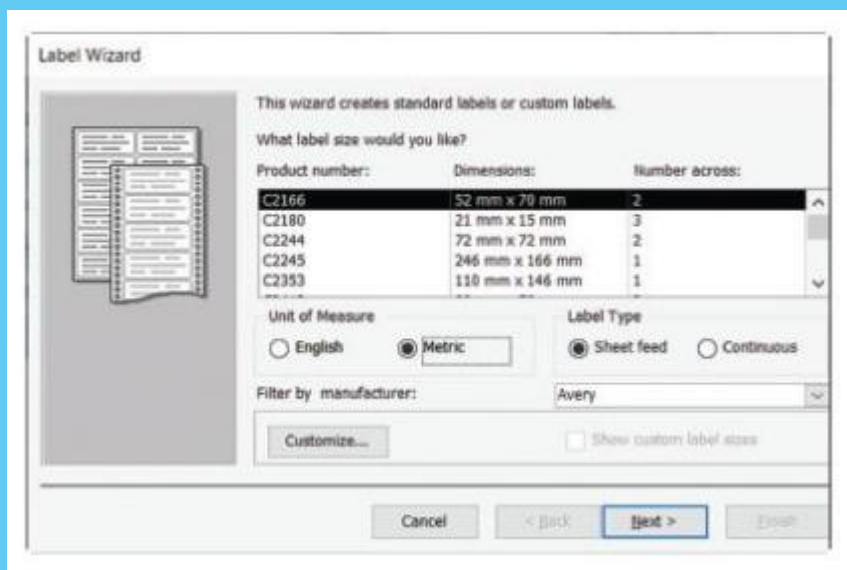 Label Wizard
This wizard creates standard labels or custom labels.
What label size would you like?
Product number: Dimensions: Number across:
C2166 52 mm x 70 mm 2
C2180 21 mm x 15 mm 3
C2244 72 mm x 72 mm 2
C2245 246 mm x 166 mm 1
C2353 110 mm x 146 mm 1
Unit of Measure Label Type
English Metric Sheet feed Continuous
Filter by manufacturer: Avery
Customize... Show custom label sizes
Cancel < Back Next > Finish